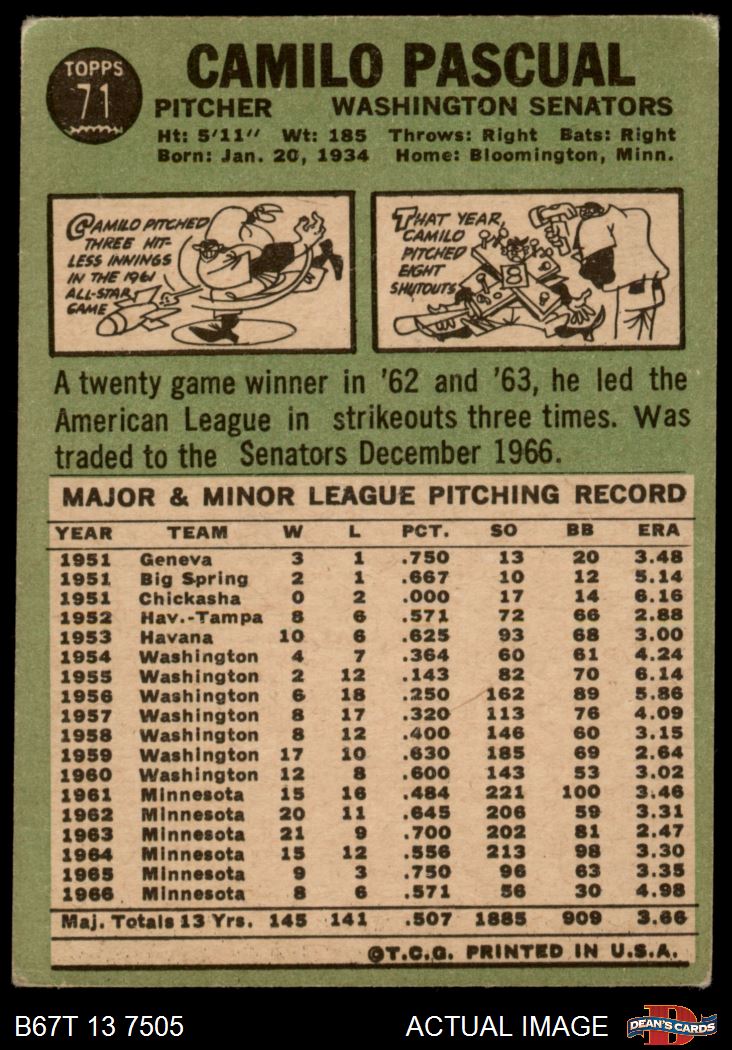 TOPPS
71
CAMILO PASCUAL
PITCHER WASHINGTON SENATORS
Ht: 5'11" Wt: 185 Throws: Right Bats: Right
Born: Jan. 20, 1934 Home: Bloomington, Minn.
CAMILO PITCHED
THREE HIT-
LESS INNINGS
IN THE 1961
ALL-STAR
GAME
THAT YEAR,
CAMILO
PITCHED
EIGHT
SHUTOUTS
8
A twenty game winner in '62 and '63, he led the
American League in strikeouts three times. Was
traded to the Senators December 1966.
MAJOR & MINOR LEAGUE PITCHING RECORD
YEAR TEAM W L PCT. SO BB ERA
1951 Geneva 3 1 .750 13 20 3.48
1951 Big Spring 2 1 .667 10 12 5.14
1951 Chickasha 0 2 .000 17 14 6.16
1952 Hav.-Tampa 8 6 .571 72 66 2.88
1953 Havana 10 6 .625 93 68 3.00
1954 Washington 4 7 .364 60 61 4.24
1955 Washington 2 12 .143 82 70 6.14
1956 Washington 6 18 .250 162 89 5.86
1957 Washington 8 17 .320 113 76 4.09
1958 Washington 8 12 .400 146 60 3.15
1959 Washington 17 10 .630 185 69 2.64
1960 Washington 12 8 .600 143 53 3.02
1961 Minnesota 15 16 .484 221 100 3.46
1962 Minnesota 20 11 .645 206 59 3.31
1963 Minnesota 21 9 .700 202 81 2.47
1964 Minnesota 15 12 .556 213 98 3.30
1965 Minnesota 9 3 .750 96 63 3.35
1966 Minnesota 8 6 .571 56 30 4.98
Maj. Totals 13 Yrs. 145 141 .507 1885 909 3.66
©T.C.G. PRINTED IN U.S.A.
B67T 13 7505 ACTUAL IMAGE DEAN'S CARDS